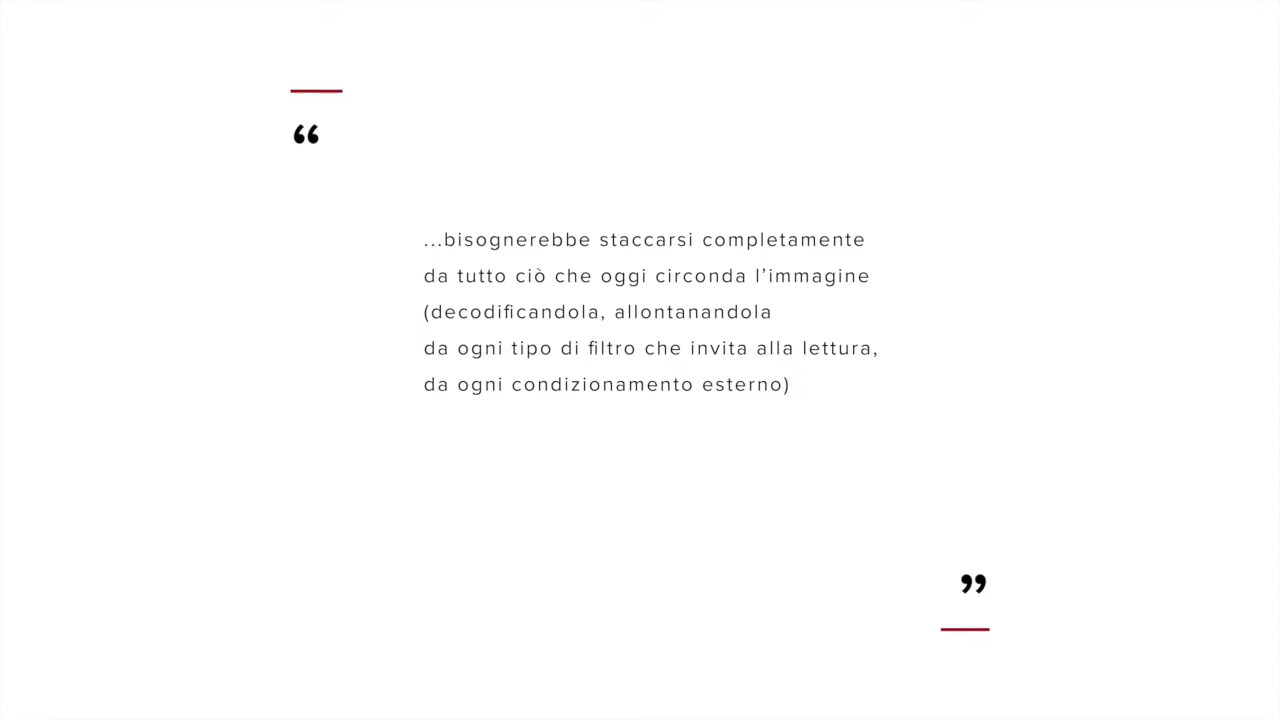 “
...bisognerebbe staccarsi completamente
da tutto ciò che oggi circonda l’immagine
(decodificandola, allontanandola
da ogni tipo di filtro che invita alla lettura,
da ogni condizionamento esterno)
”